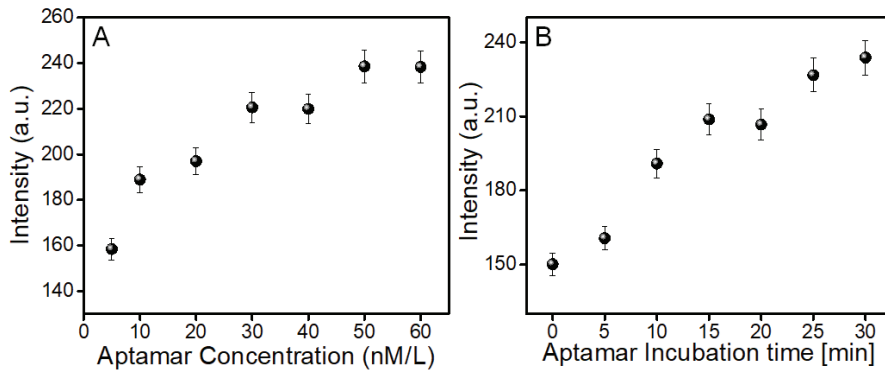 A
Intensity (a.u.)
260
240
220
200
180
160
140
0 10 20 30 40 50 60
Aptamar Concentration (nM/L)
B
Intensity (a.u.)
240
210
180
150
0 5 10 15 20 25 30
Aptamar Incubation time [min]